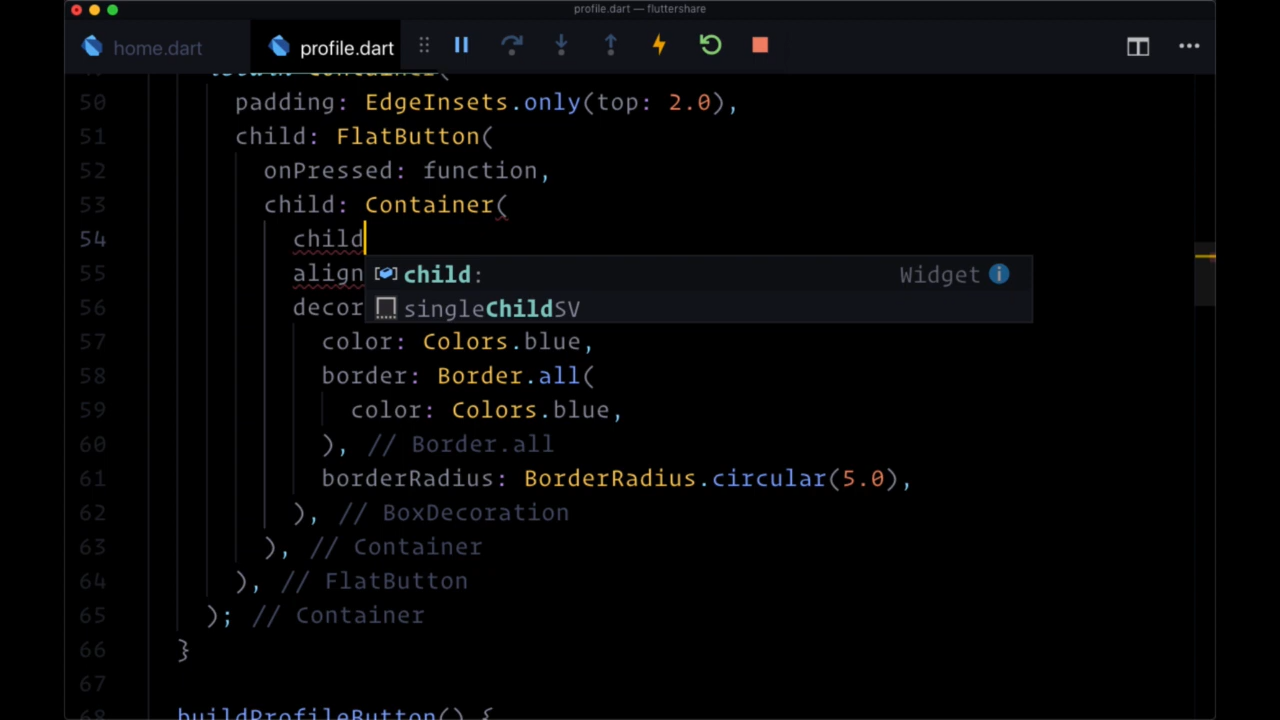 profile.dart — fluttershare
home.dart profile.dart
50 padding: EdgeInsets.only(top: 2.0),
51 child: FlatButton(
52 onPressed: function,
53 child: Container(
54 child
child: Widget
55 align
singleChildSV
56 decor
57 color: Colors.blue,
58 border: Border.all(
59 color: Colors.blue,
60 ), // Border.all
61 borderRadius: BorderRadius.circular(5.0),
62 ), // BoxDecoration
63 ), // Container
64 ), // FlatButton
65 ); // Container
66 }
67
68 buildProfileButton() {